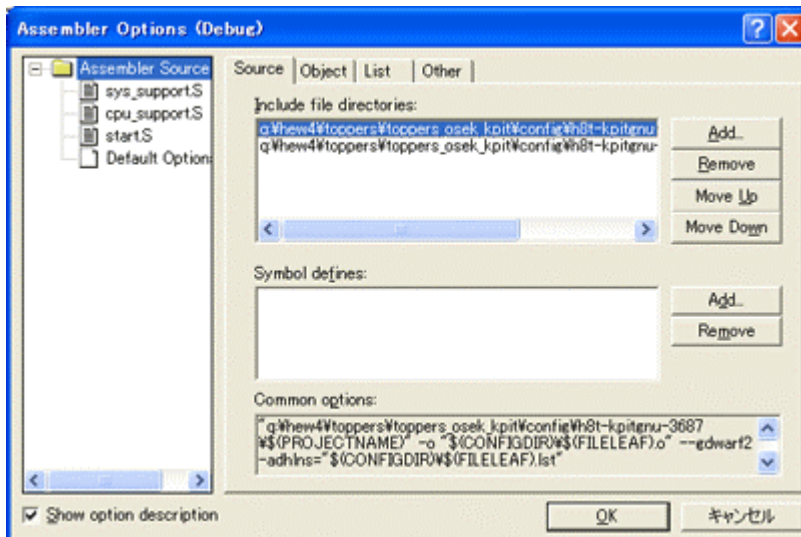 Assembler Options (Debug)
Assembler Source
sys_support.S
cpu_support.S
start.S
Default Option
Source
Object
List
Other
Include file directories:
q:¥hew4¥toppers¥toppers_osek_kpit¥config¥h8t-kpitgnu
q:¥hew4¥toppers¥toppers_osek_kpit¥config¥h8t-kpitgnu-
Add...
Remove
Move Up
Move Down
Symbol defines:
Add...
Remove
Common options:
"q:¥hew4¥toppers¥toppers_osek_kpit¥config¥h8t-kpitgnu-3687
¥$(PROJECTNAME)" -o "$(CONFIGDIR)¥$(FILELEAF).o" --gdwarf2
-adhlns="$(CONFIGDIR)¥$(FILELEAF).lst"
Show option description
OK
キャンセル